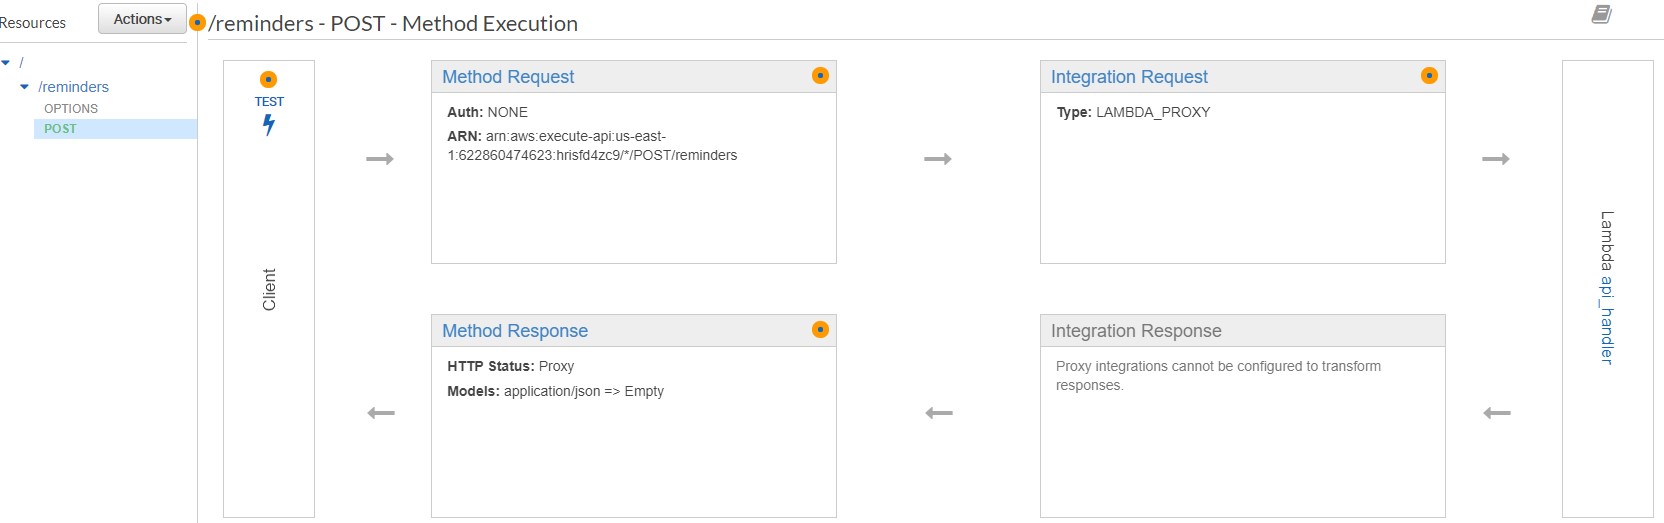 Resources
Actions
/reminders - POST - Method Execution
/
/reminders
OPTIONS
POST
TEST
Client
Method Request
Auth: NONE
ARN: arn:aws:execute-api:us-east-
1:622860474623:hrisfd4zc9/*/POST/reminders
Integration Request
Type: LAMBDA_PROXY
Lambda api_handler
Method Response
HTTP Status: Proxy
Models: application/json => Empty
Integration Response
Proxy integrations cannot be configured to transform
responses.